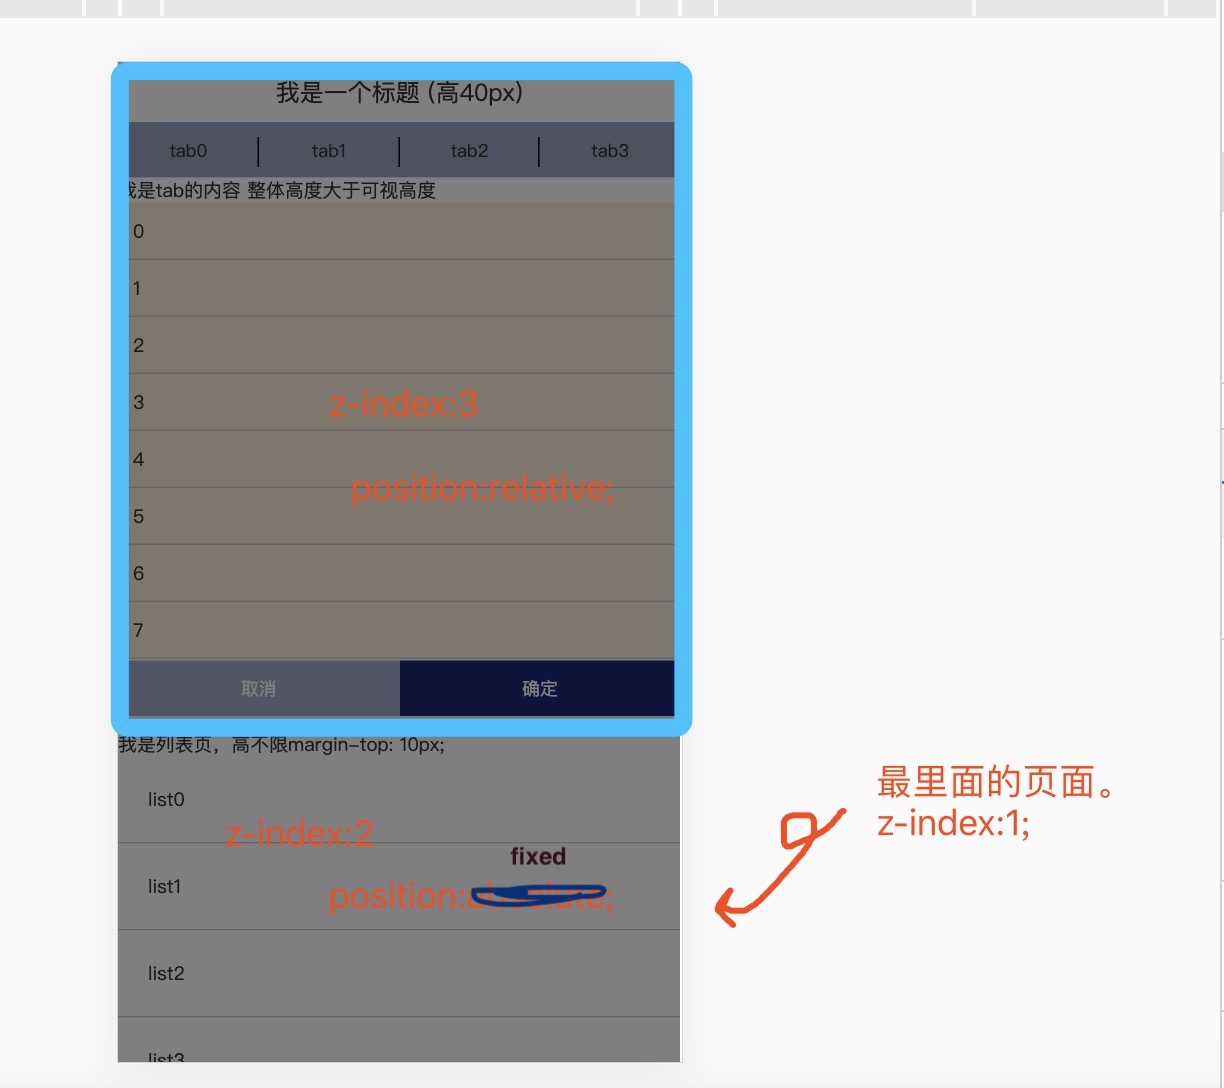 我是一个标题 (高40px)
tab0 tab1 tab2 tab3
我是tab的内容 整体高度大于可视高度
0
1
2
3
z-index:3
4
position:relative;
5
6
7
取消 确定
我是列表页，高不限margin-top: 10px;
最里面的页面。
list0
z-index:1;
z-index:2
fixed
list1
position:absolute;
list2
list3